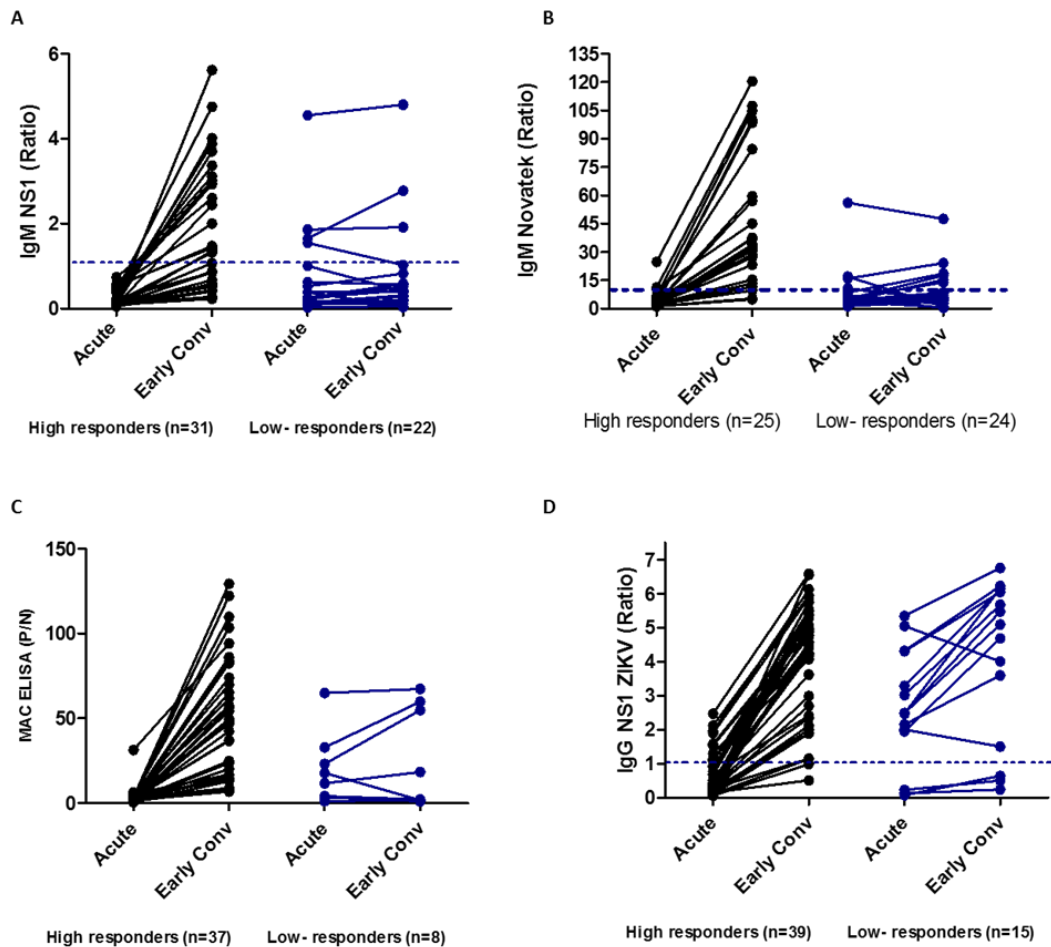 A
IgM NS1 (Ratio)
6
4
2
0
Acute
Early Conv
Acute
Early Conv
High responders (n=31)
Low- responders (n=22)
B
IgM Novatek (Ratio)
135
120
105
90
75
60
45
30
15
0
Acute
Early Conv
Acute
Early Conv
High responders (n=25)
Low- responders (n=24)
C
MAC ELISA (P/N)
150
100
50
0
Acute
Early Conv
Acute
Early Conv
High responders (n=37)
Low- responders (n=8)
D
IgG NS1 ZIKV (Ratio)
7
6
5
4
3
2
1
0
Acute
Early Conv
Acute
Early Conv
High responders (n=39)
Low- responders (n=15)